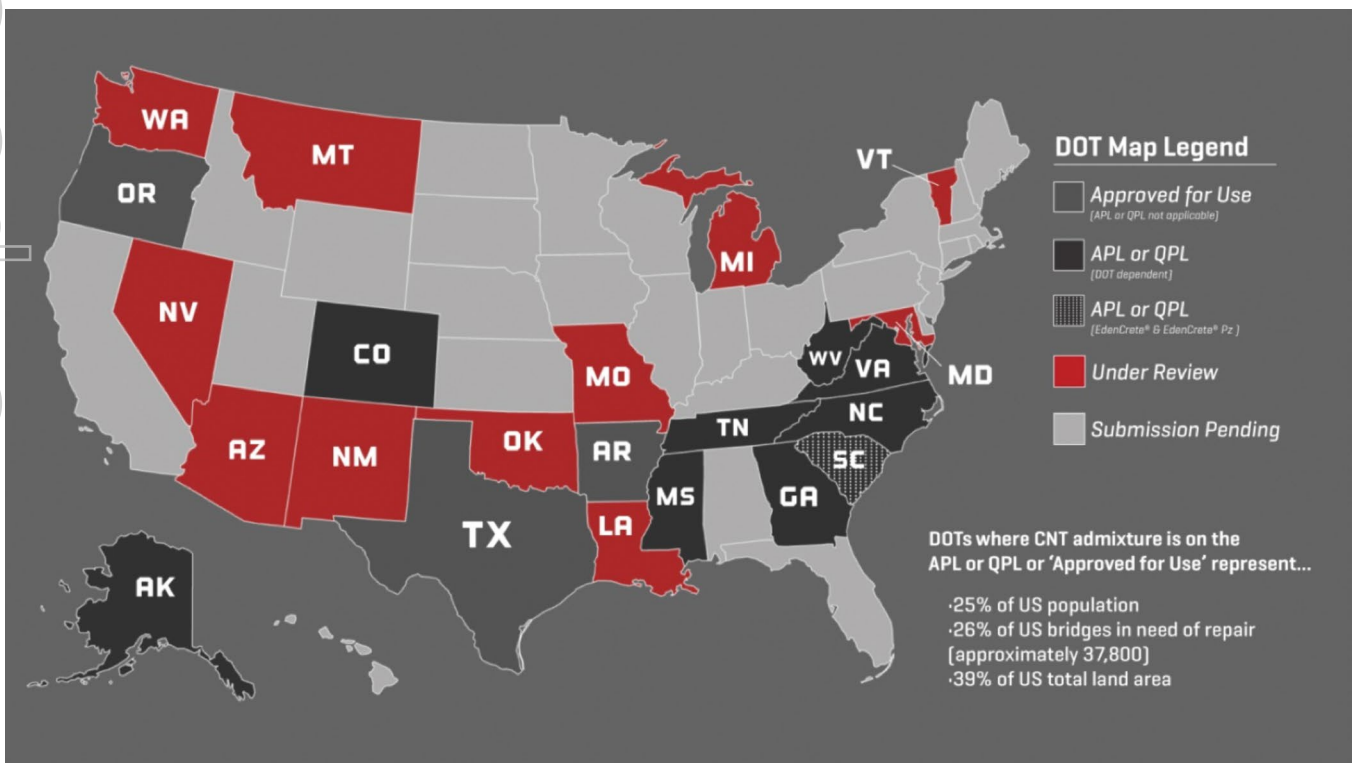 WA
MT
OR
NV
CO
AZ
NM
OK
TX
MO
AR
LA
MI
VT
WV
VA
MD
TN
NC
SC
MS
GA
AK
DOT Map Legend
Approved for Use
(APL or QPL not applicable)
APL or QPL
(DOT dependent)
APL or QPL
(EdenCrete® & EdenCrete® Pz )
Under Review
Submission Pending
DOTs where CNT admixture is on the
APL or QPL or 'Approved for Use' represent...
·25% of US population
·26% of US bridges in need of repair
(approximately 37,800)
·39% of US total land area